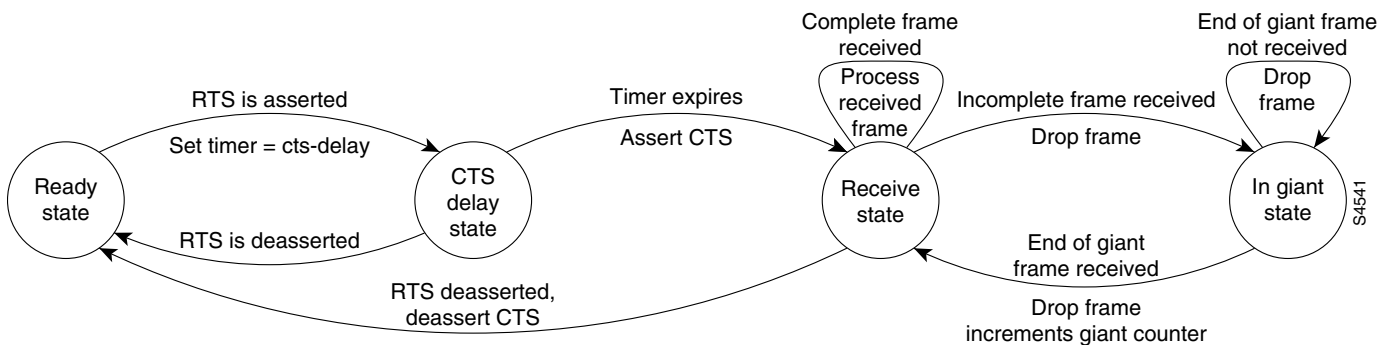 Ready
state
RTS is asserted
Set timer = cts-delay
RTS is deasserted
CTS
delay
state
Timer expires
Assert CTS
RTS deasserted,
deassert CTS
Complete frame
received
Process
received
frame
Receive
state
Incomplete frame received
Drop frame
End of giant
frame received
Drop frame
increments giant counter
End of giant frame
not received
Drop
frame
In giant
state
S4541